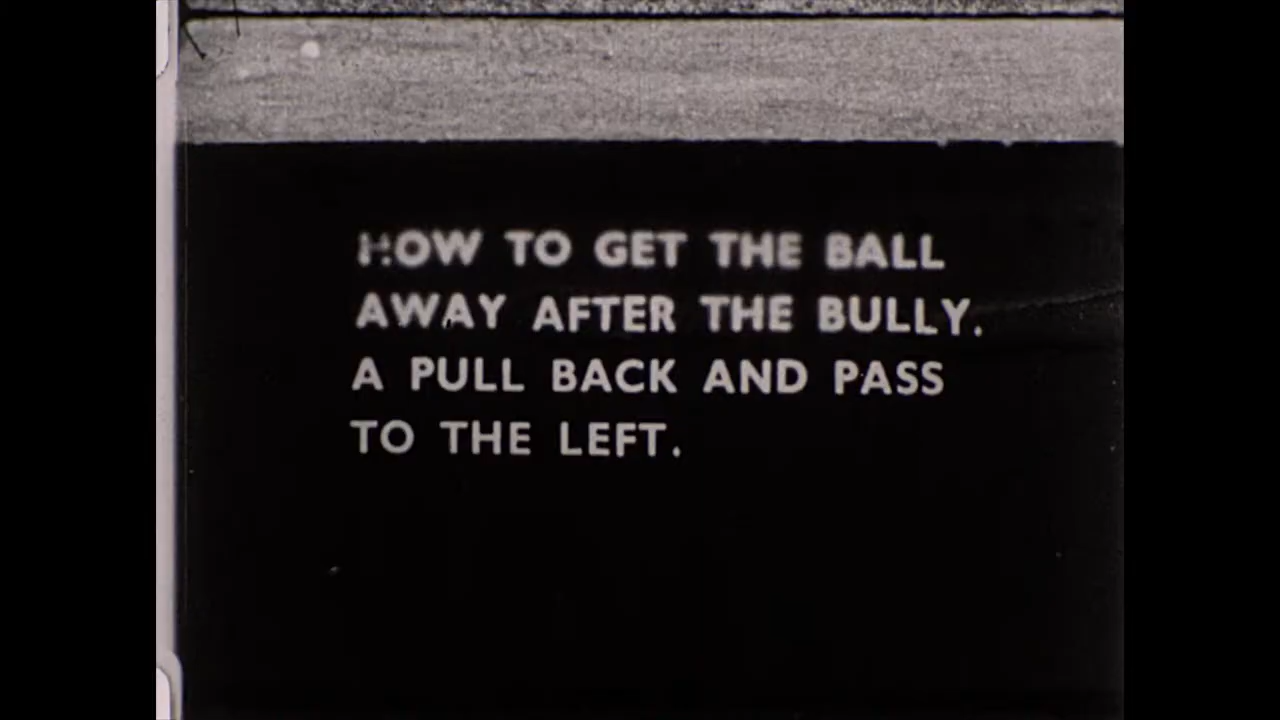 HOW TO GET THE BALL
AWAY AFTER THE BULLY.
A PULL BACK AND PASS
TO THE LEFT.